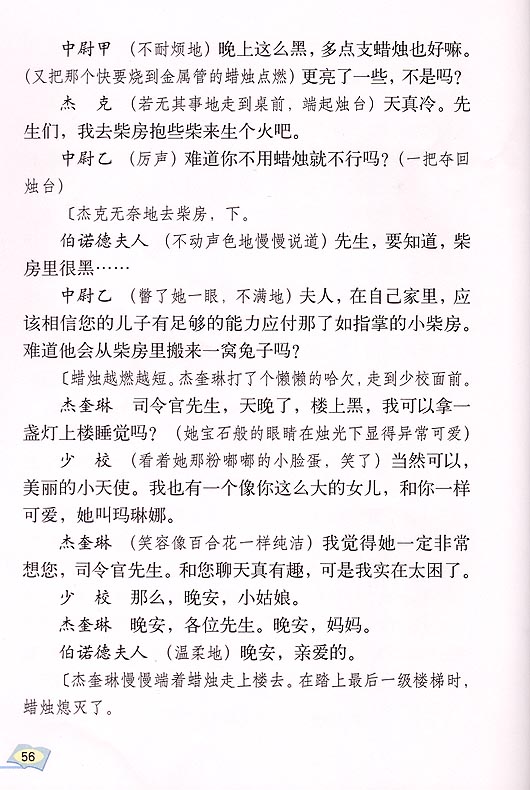 中尉甲 （不耐烦地）晚上这么黑，多点支蜡烛也好嘛。
（又把那个快要烧到金属管的蜡烛点燃）更亮了一些，不是吗？
杰 克 （若无其事地走到桌前，端起烛台）天真冷。先
生们，我去柴房抱些柴来生个火吧。
中尉乙 （厉声）难道你不用蜡烛就不行吗？（一把夺回
烛台）
〔杰克无奈地去柴房，下。
伯诺德夫人 （不动声色地慢慢说道）先生，要知道，柴
房里很黑……
中尉乙 （瞥了她一眼，不满地）夫人，在自己家里，应
该相信您的儿子有足够的能力应付那了如指掌的小柴房。
难道他会从柴房里搬来一窝兔子吗？
〔蜡烛越燃越短。杰奎琳打了个懒懒的哈欠，走到少校面前。
杰奎琳 司令官先生，天晚了，楼上黑，我可以拿一
盏灯上楼睡觉吗？（她宝石般的眼睛在烛光下显得异常可爱）
少 校 （看着她那粉嘟嘟的小脸蛋，笑了）当然可以，
美丽的小天使。我也有一个像你这么大的女儿，和你一样
可爱，她叫玛琳娜。
杰奎琳 （笑容像百合花一样纯洁）我觉得她一定非常
想您，司令官先生。和您聊天真有趣，可是我实在太困了。
少 校 那么，晚安，小姑娘。
杰奎琳 晚安，各位先生。晚安，妈妈。
伯诺德夫人 （温柔地）晚安，亲爱的。
〔杰奎琳慢慢端着蜡烛走上楼去。在踏上最后一级楼梯时，
蜡烛熄灭了。
56